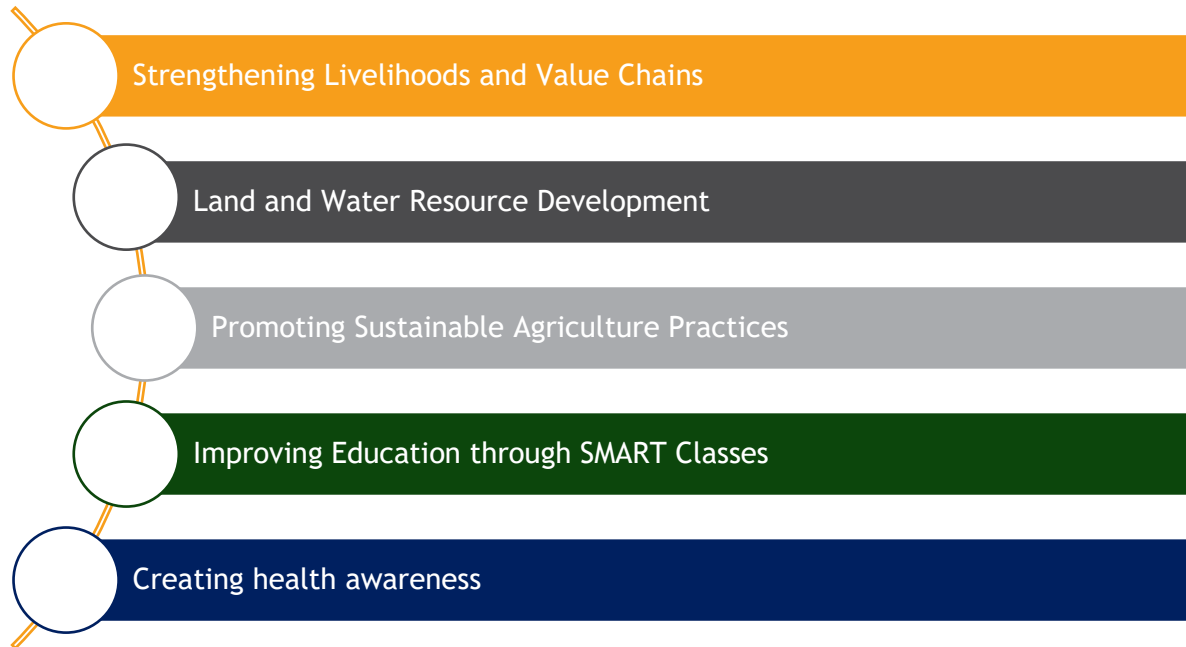 Strengthening Livelihoods and Value Chains
Land and Water Resource Development
Promoting Sustainable Agriculture Practices
Improving Education through SMART Classes
Creating health awareness